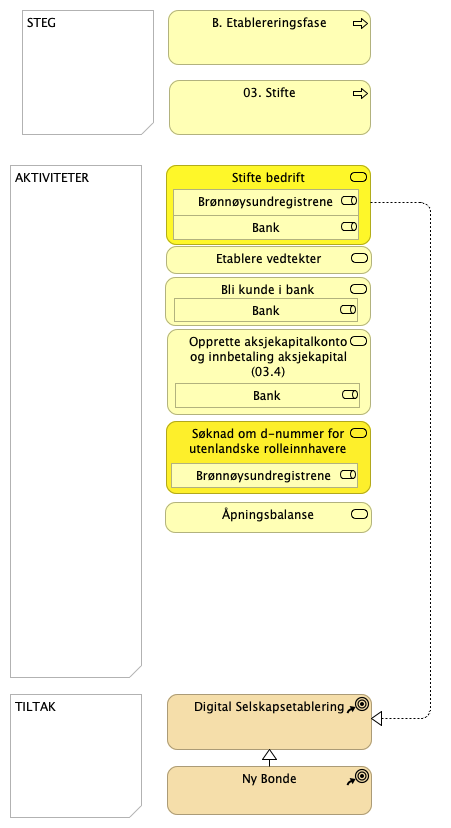 STEG
B. Etablereringsfase
03. Stifte
AKTIVITETER
Stifte bedrift
Brønnøysundregistrene
Bank
Etablere vedtekter
Bli kunde i bank
Bank
Opprette aksjekapitalkonto
og innbetaling aksjekapital
(03.4)
Bank
Søknad om d-nummer for
utenlandske rolleinnhavere
Brønnøysundregistrene
Åpningsbalanse
TILTAK
Digital Selskapsetablering
Ny Bonde